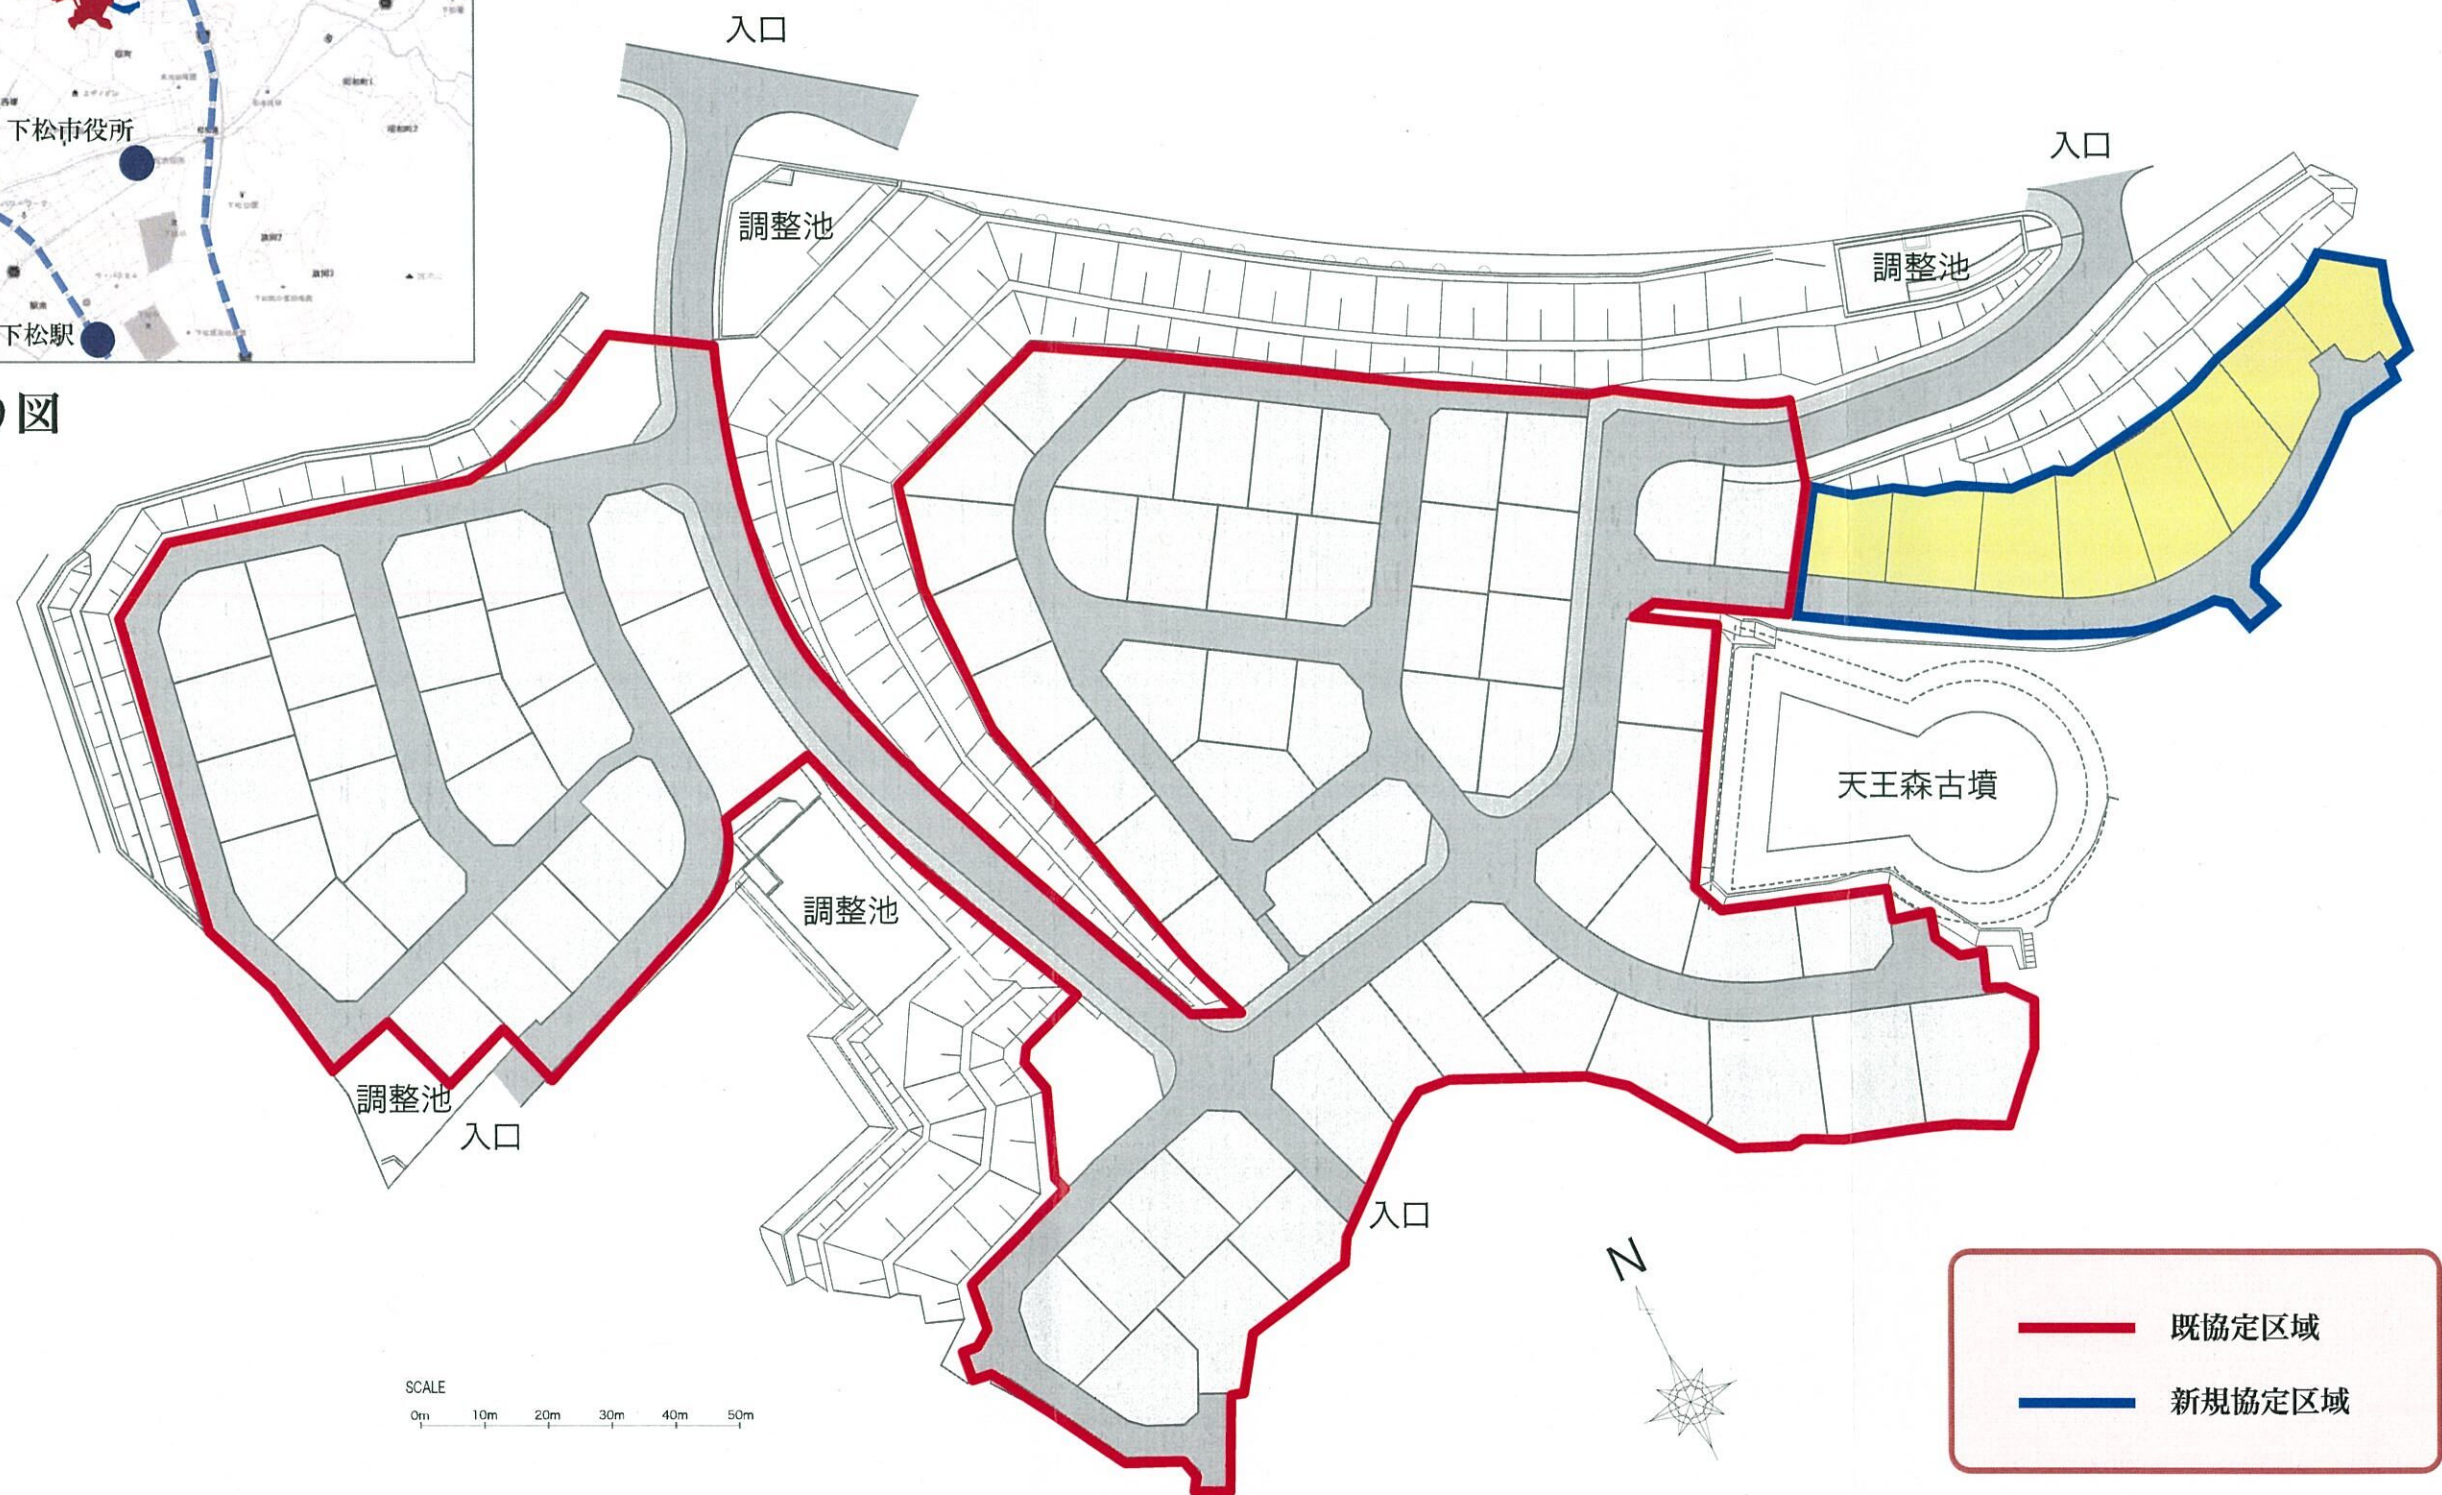 下松市役所
下松駅
り図
入口
入口
調整池
調整池
天王森古墳
調整池
調整池
入口
入口
N
SCALE
0m 10m 20m 30m 40m 50m
既協定区域
新規協定区域